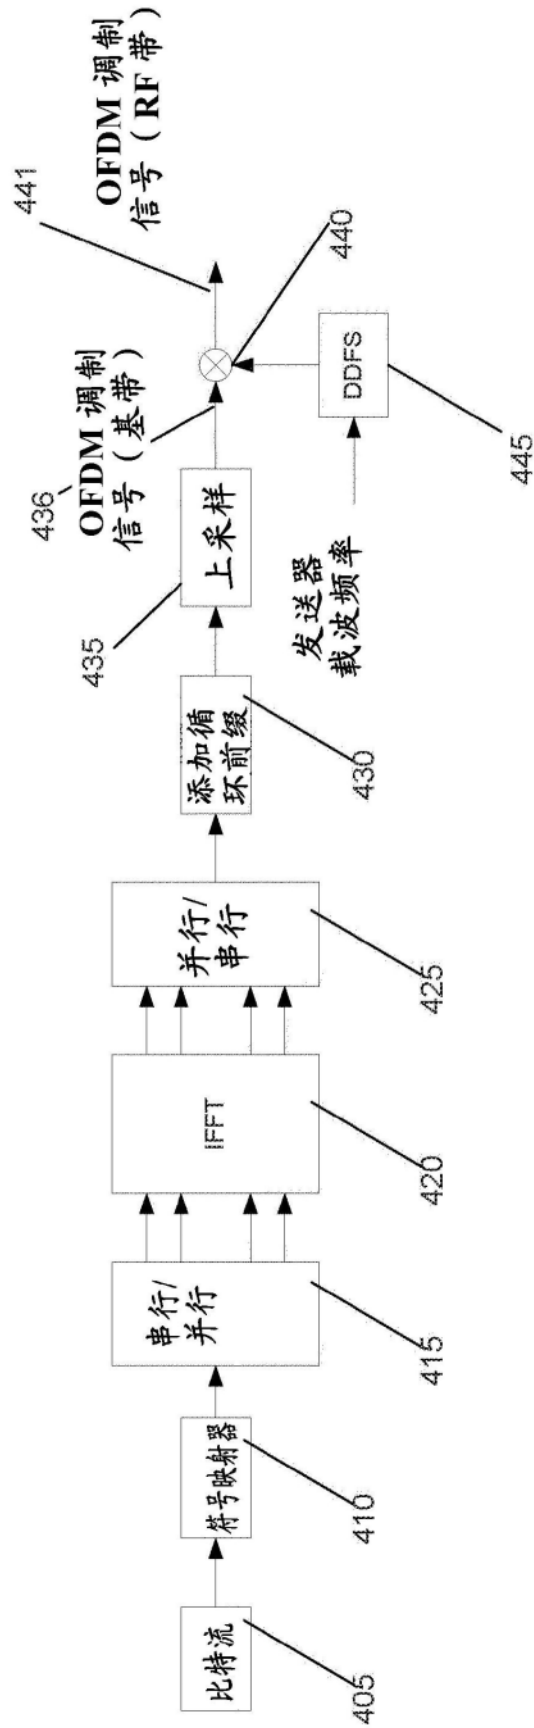 比特流
405
符号映射器
410
串行/
并行
415
IFFT
420
并行/
串行
425
添加循
环前缀
430
上采样
435
436
OFDM 调制
信号（基带）
440
DDFS
445
发送器
载波频率
441
OFDM 调制
信号（RF 带）